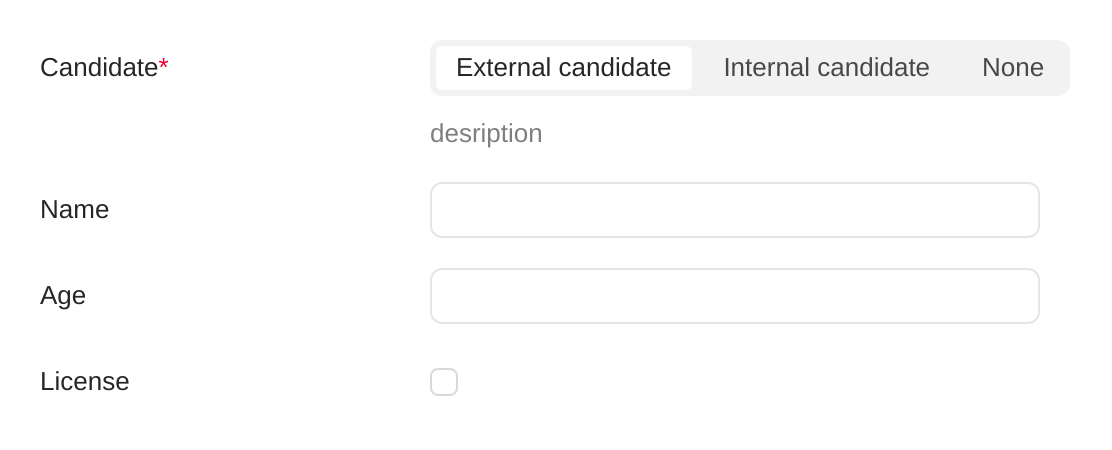 Candidate* External candidate Internal candidate None
desription
Name
Age
License